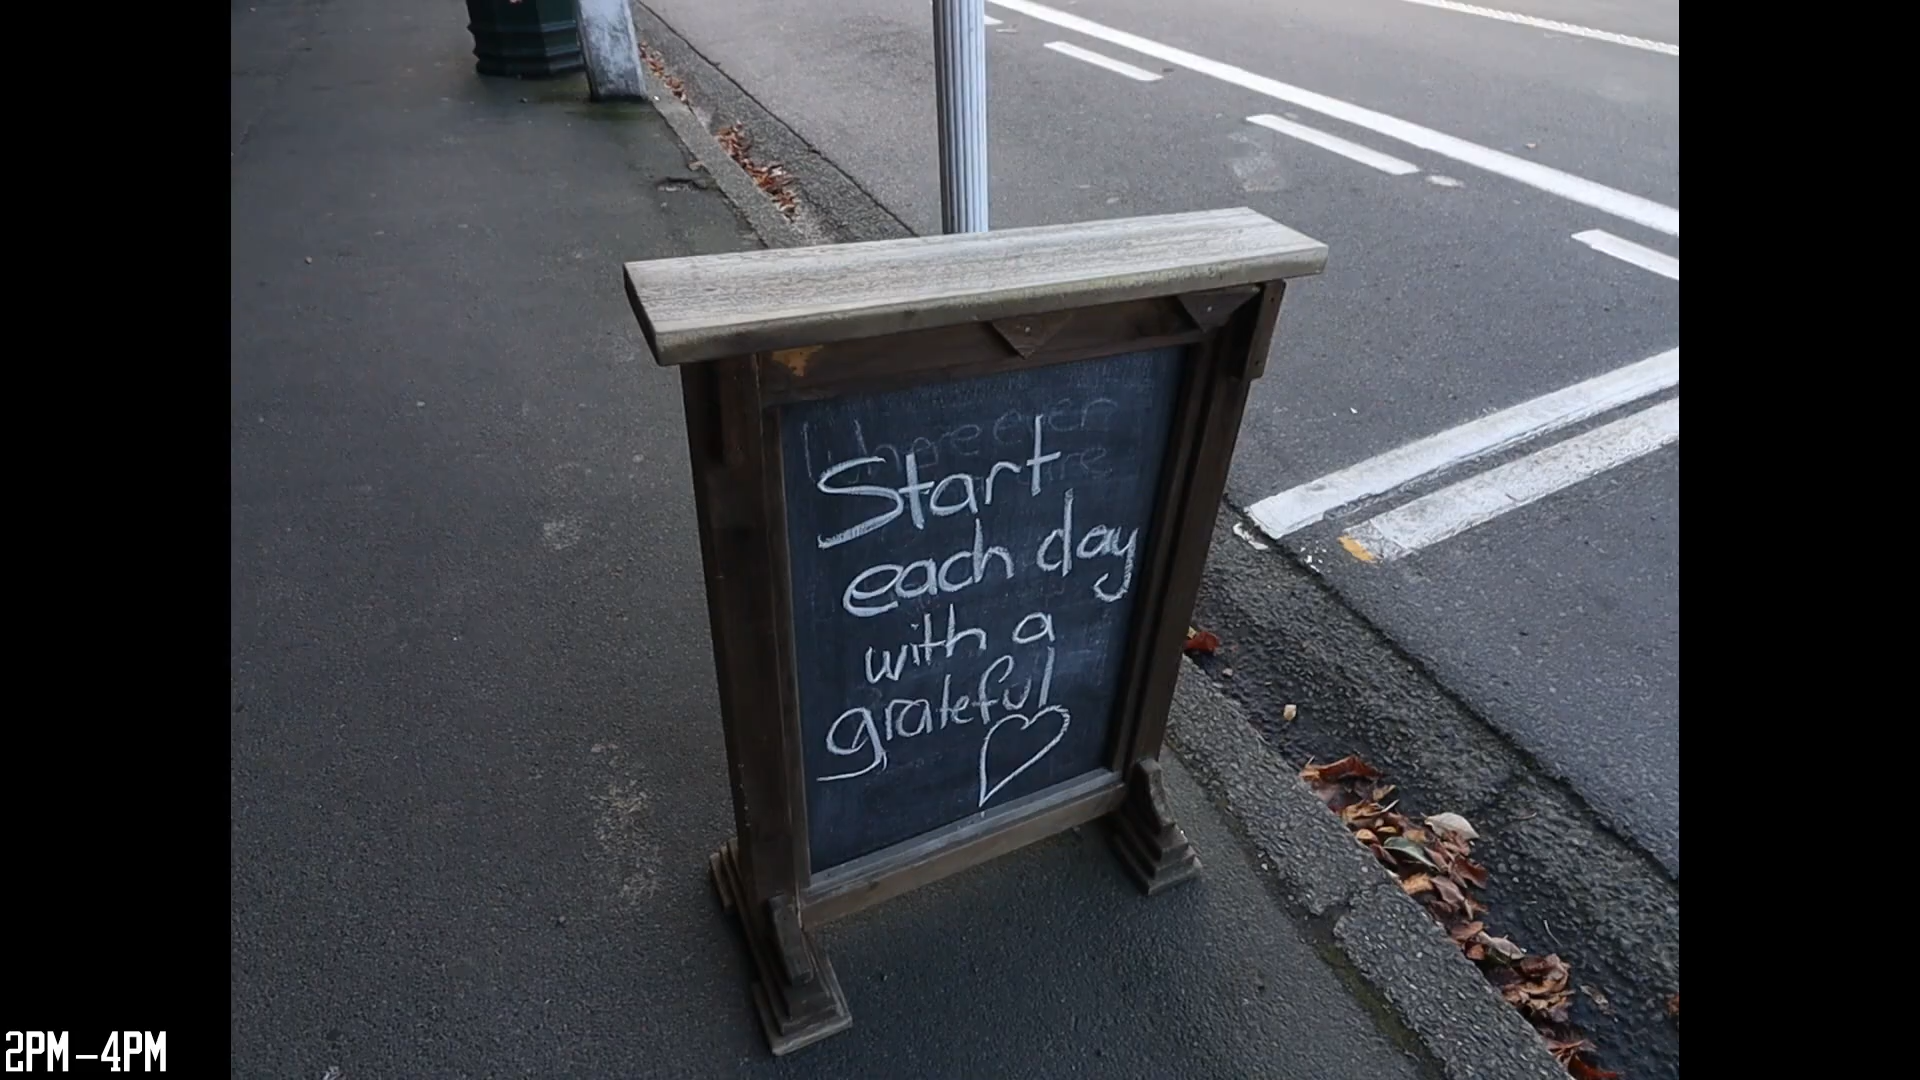 Start
each day
with a
grateful
2PM-4PM